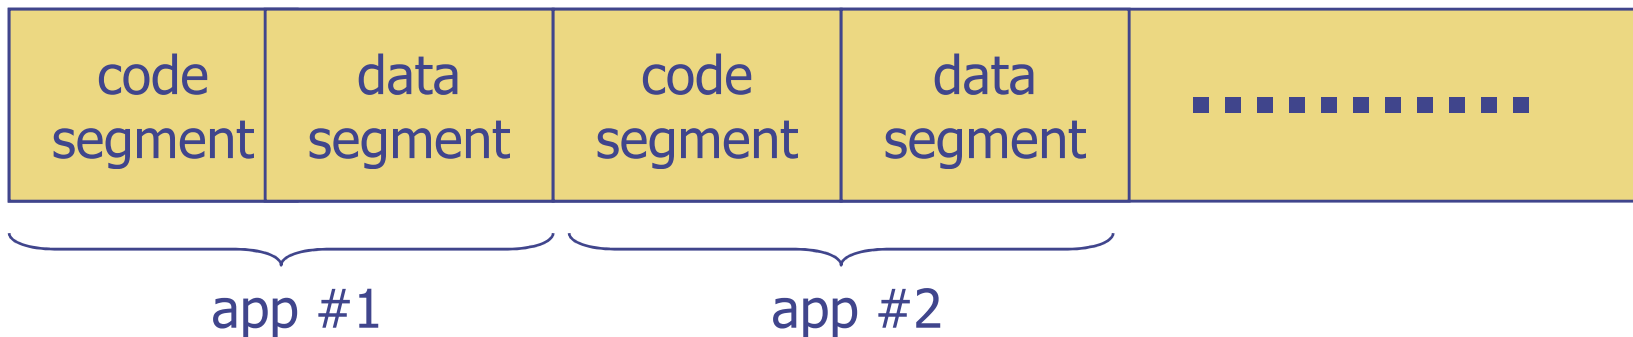 code
segment
data
segment
code
segment
data
segment
app #1
app #2